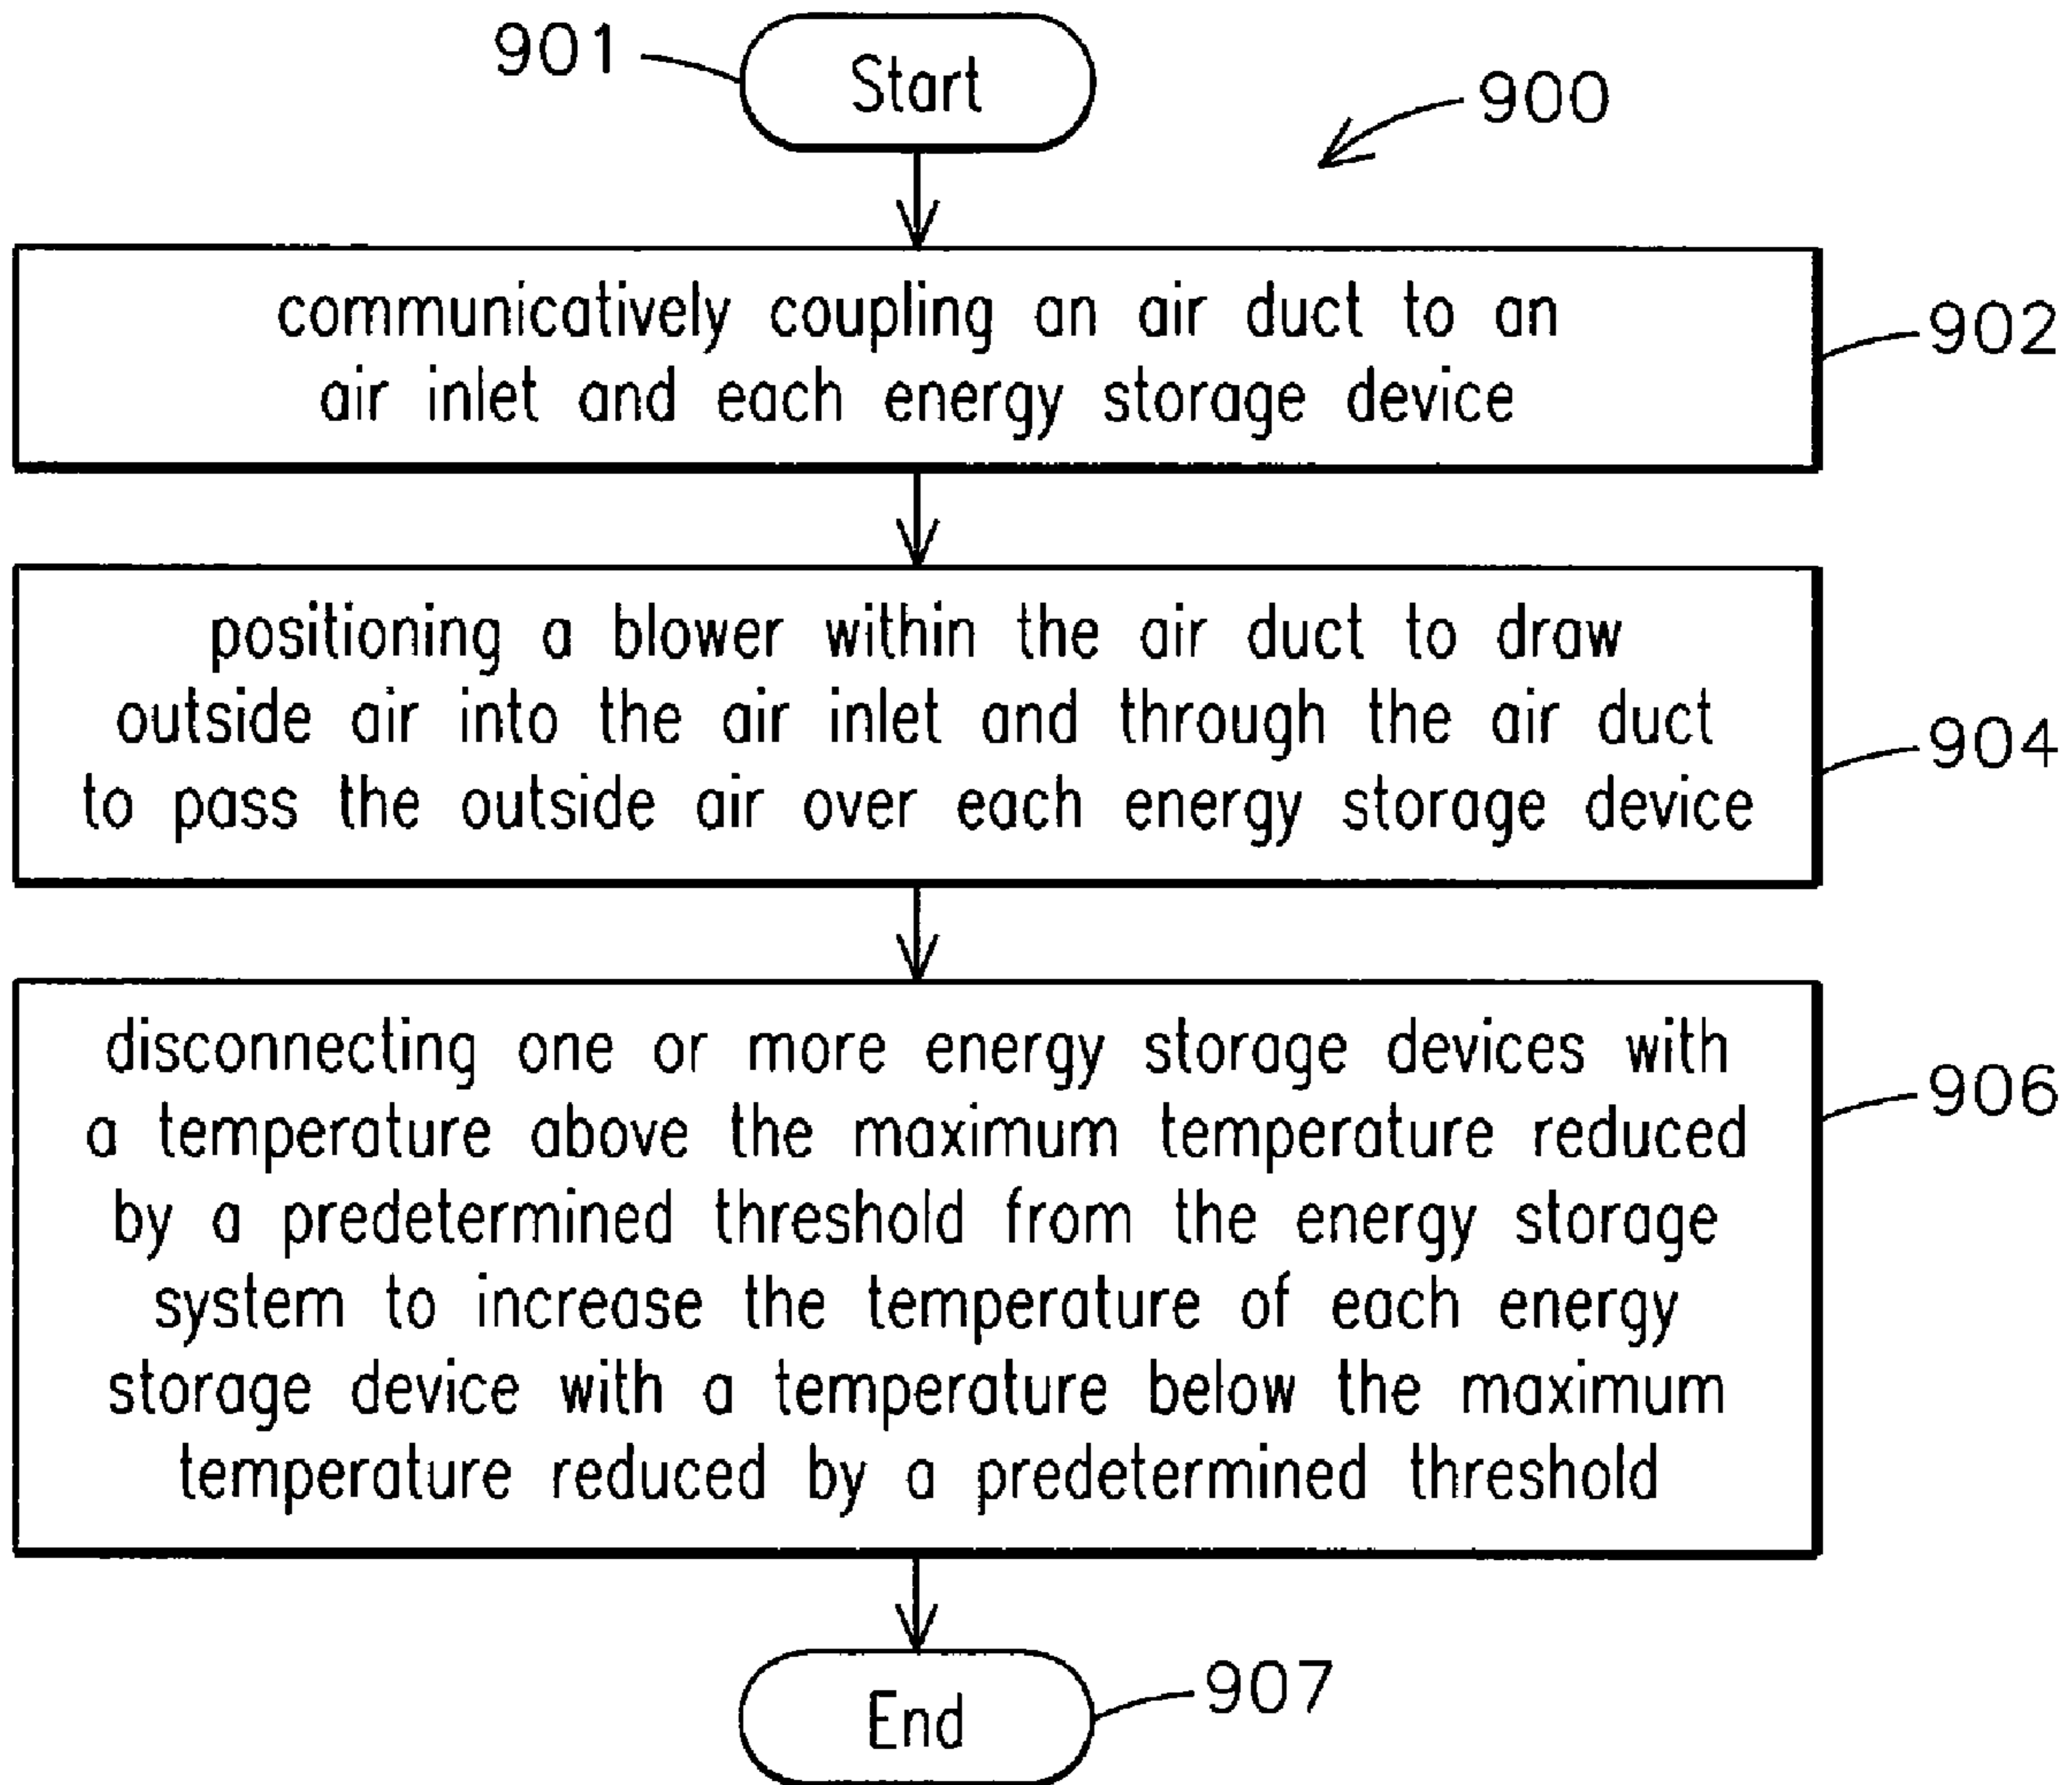 901
Start
900
communicatively coupling an air duct to an
air inlet and each energy storage device
902
positioning a blower within the air duct to draw
outside air into the air inlet and through the air duct
to pass the outside air over each energy storage device
904
disconnecting one or more energy storage devices with
a temperature above the maximum temperature reduced
by a predetermined threshold from the energy storage
system to increase the temperature of each energy
storage device with a temperature below the maximum
temperature reduced by a predetermined threshold
906
End
907